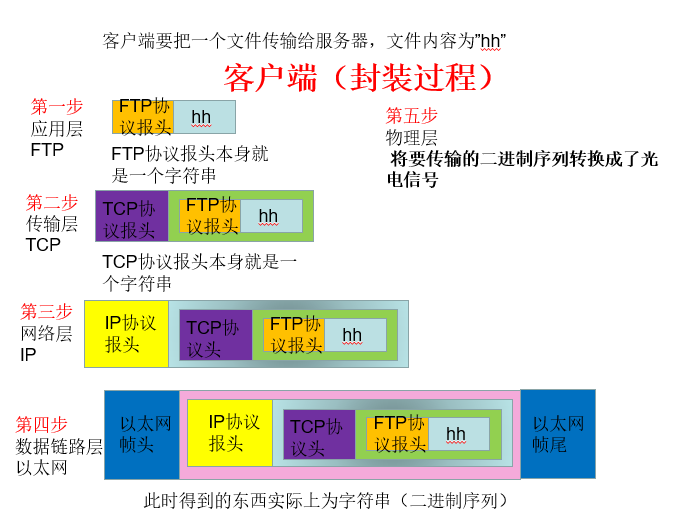 客户端要把一个文件传输给服务器，文件内容为”hh”
客户端（封装过程）
第一步
应用层
FTP
FTP协
议报头
hh
FTP协议报头本身就
是一个字符串
第五步
物理层
将要传输的二进制序列转换成了光
电信号
第二步
传输层
TCP
TCP协
议报头
FTP协
议报头
hh
TCP协议报头本身就是一
个字符串
第三步
网络层
IP
IP协议
报头
TCP协
议头
FTP协
议报头
hh
第四步
数据链路层
以太网
以太网
帧头
IP协议
报头
TCP协
议头
FTP协
议报头
hh
以太网
帧尾
此时得到的东西实际上为字符串（二进制序列）